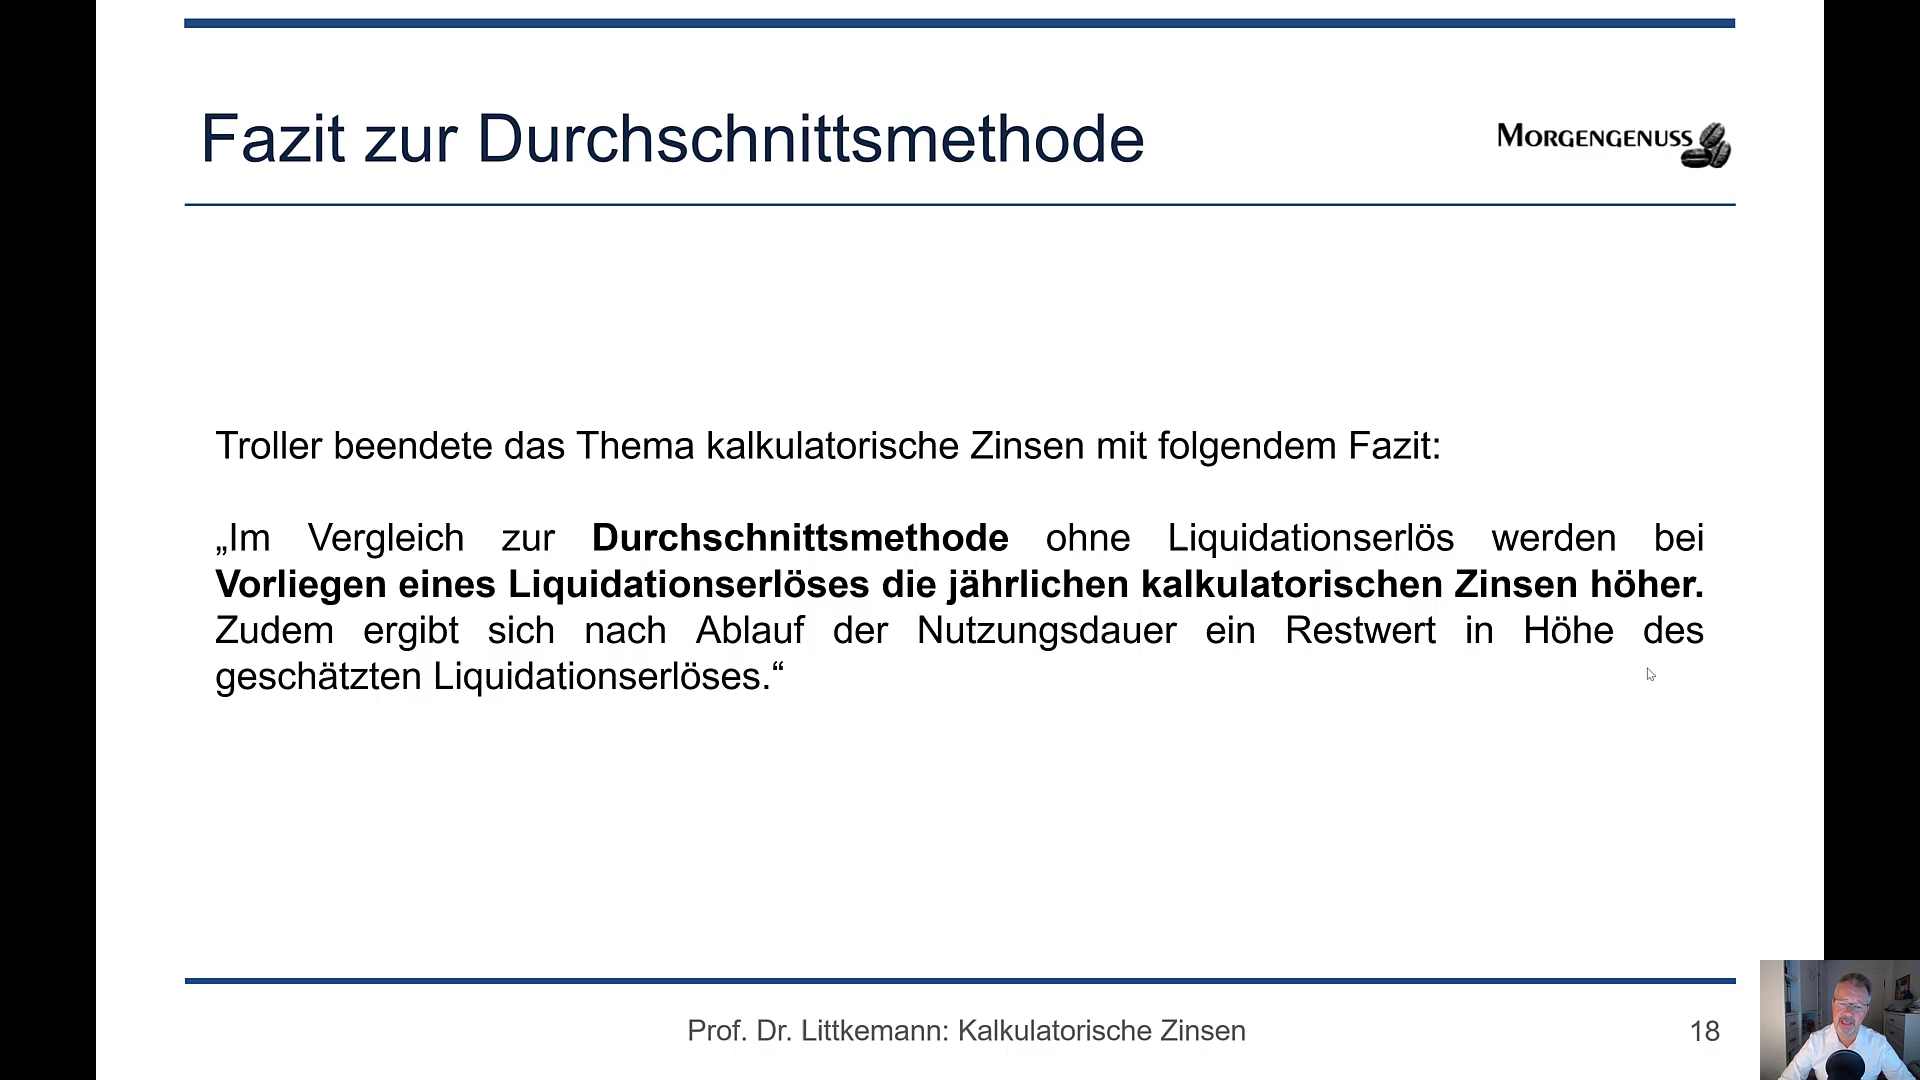 Fazit zur Durchschnittsmethode
MORGENGENUSS
Troller beendete das Thema kalkulatorische Zinsen mit folgendem Fazit:
„Im Vergleich zur Durchschnittsmethode ohne Liquidationserlös werden bei
Vorliegen eines Liquidationserlöses die jährlichen kalkulatorischen Zinsen höher.
Zudem ergibt sich nach Ablauf der Nutzungsdauer ein Restwert in Höhe des
geschätzten Liquidationserlöses.“
Prof. Dr. Littkemann: Kalkulatorische Zinsen
18